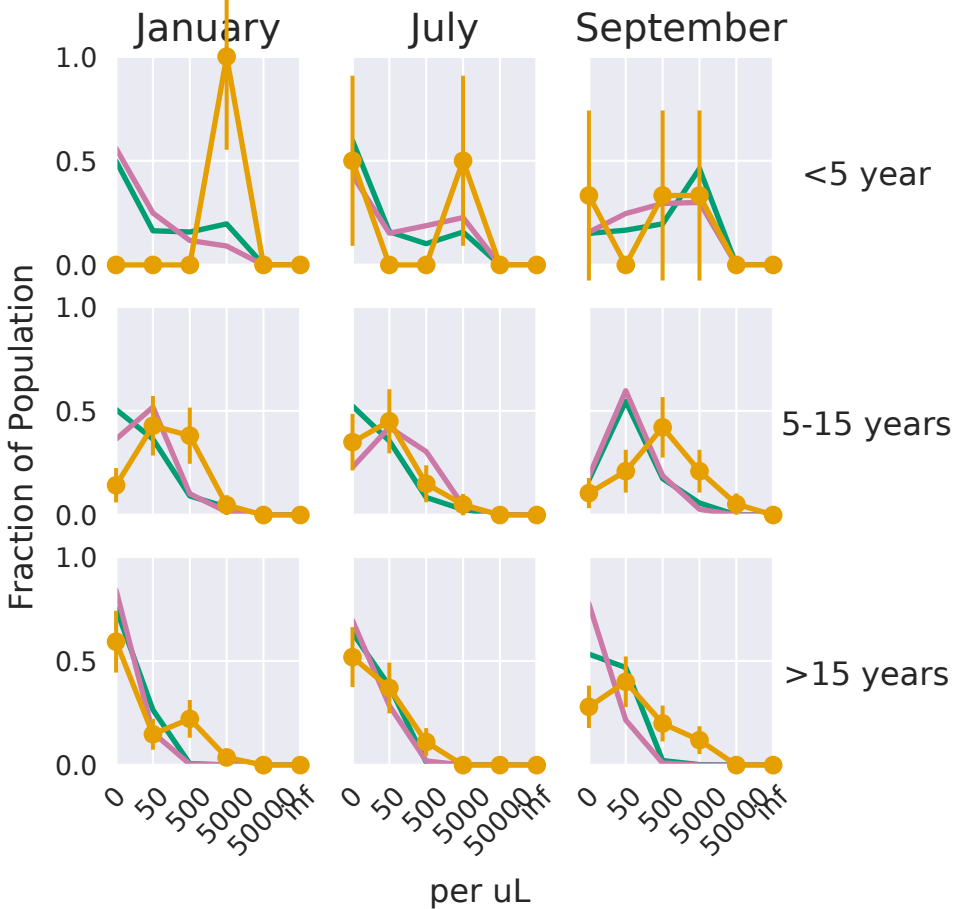 January July September
1.0
0.5
0.0
<5 year
1.0
0.5
0.0
5-15 years
1.0
0.5
0.0
>15 years
Fraction of Population
0 50 500 5000 50000 inf 0 50 500 5000 50000 inf 0 50 500 5000 50000 inf
per uL